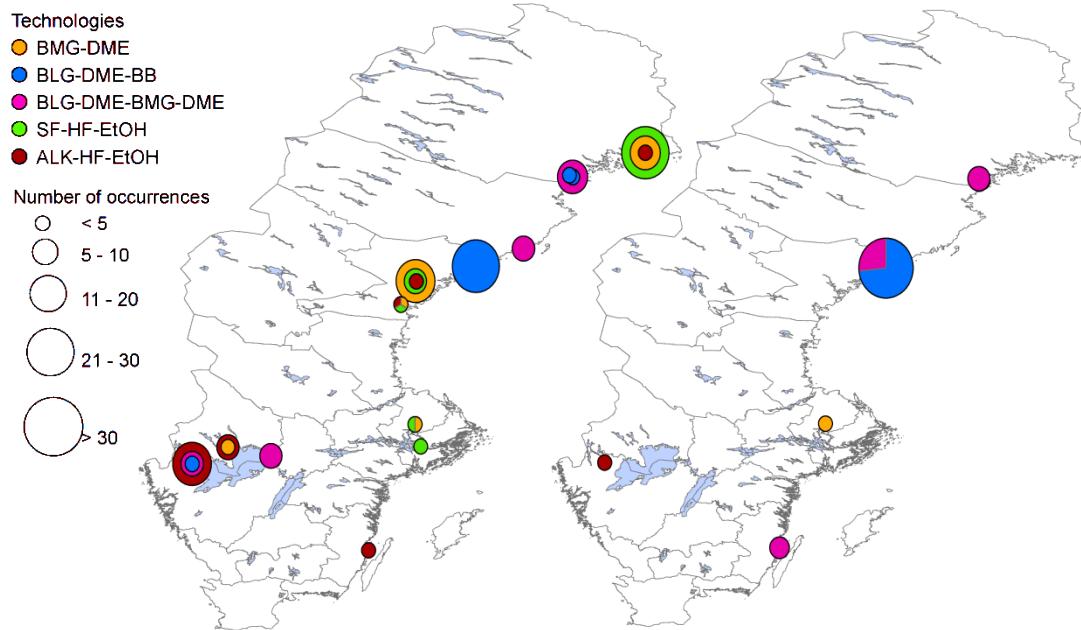 Technologies
BMG-DME
BLG-DME-BB
BLG-DME-BMG-DME
SF-HF-EtOH
ALK-HF-EtOH
Number of occurrences
< 5
5 - 10
11 - 20
21 - 30
> 30